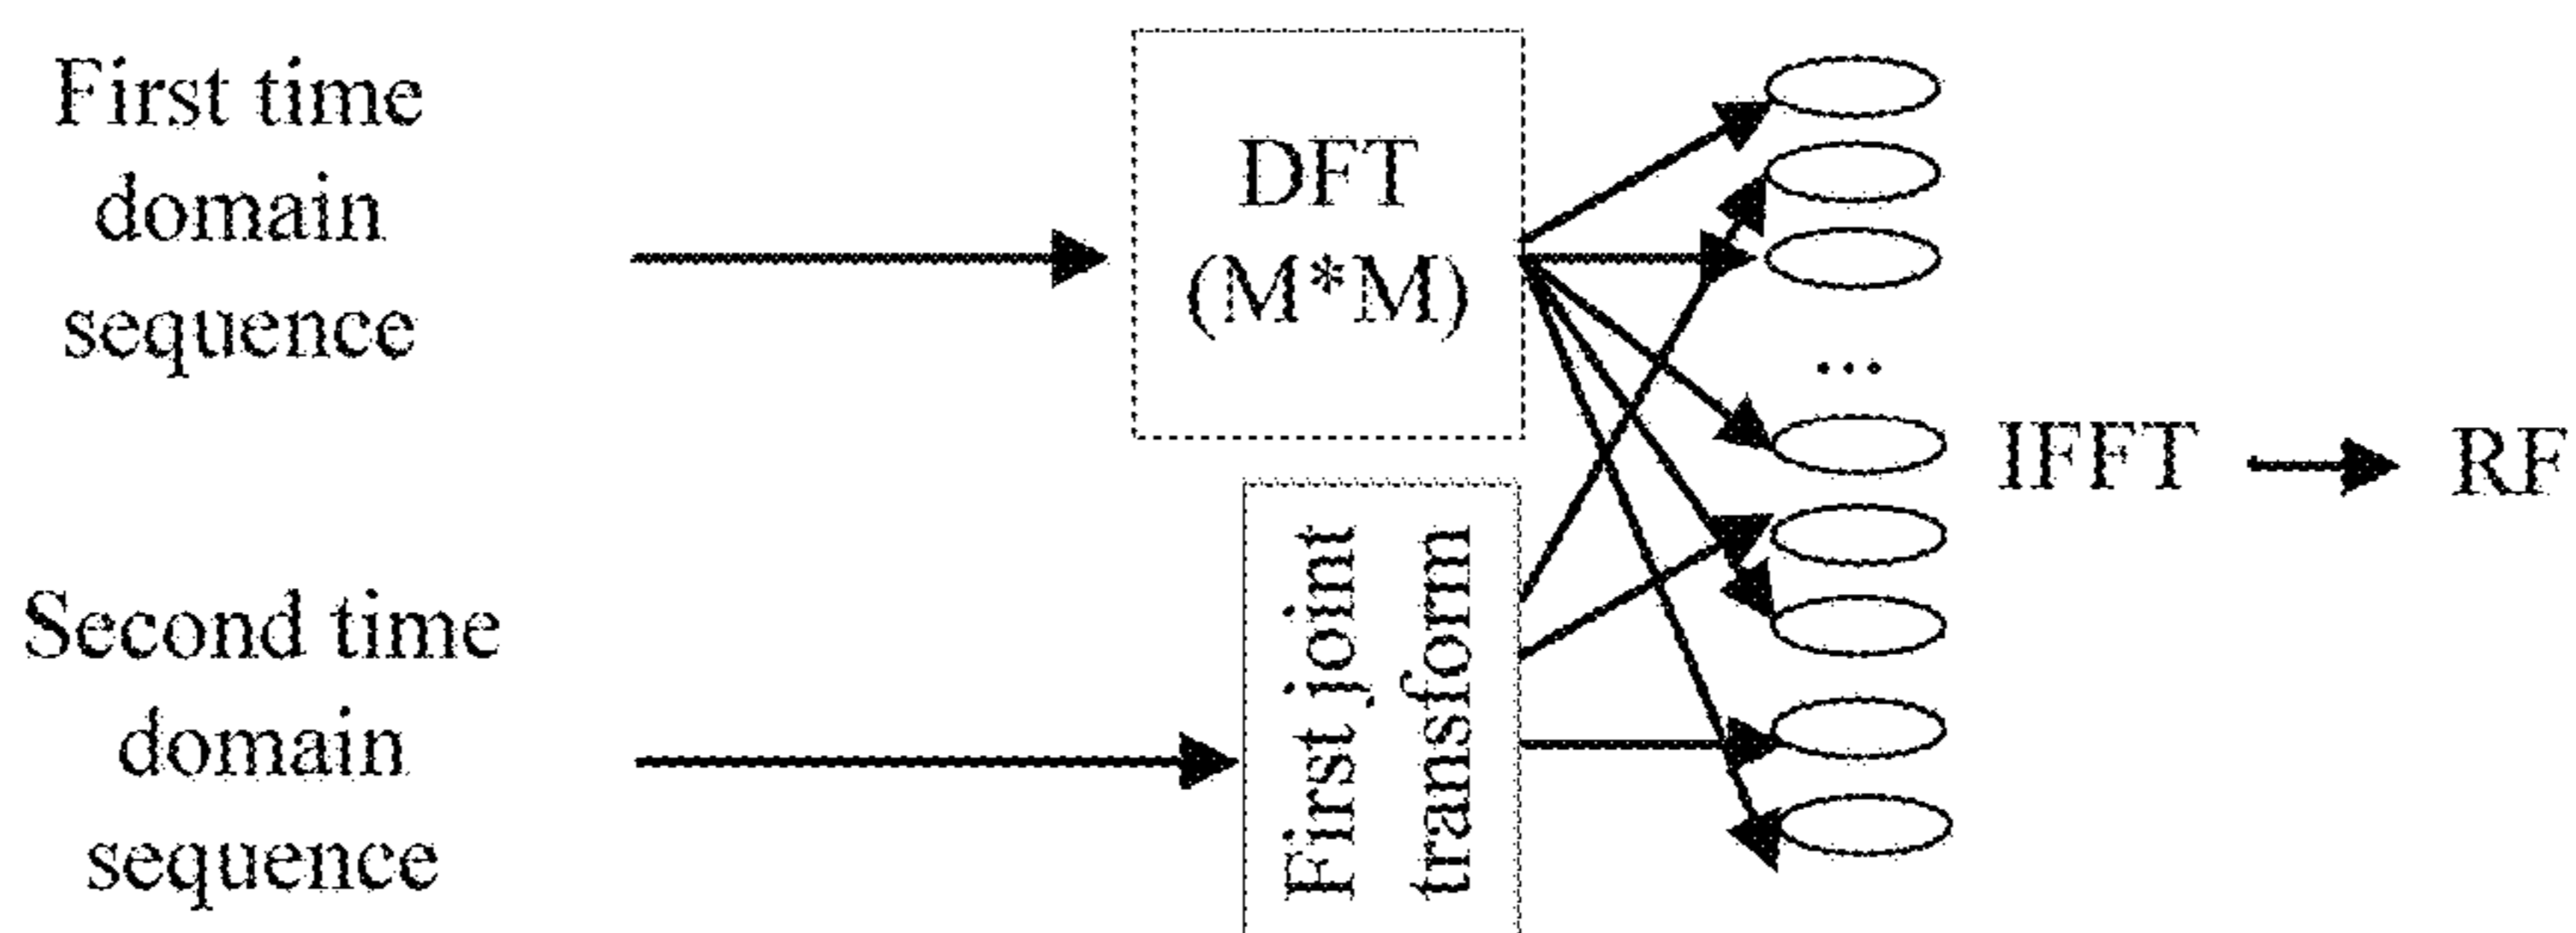 First time
domain
sequence
DFT
(M*M)
...
IFFT
RF
Second time
domain
sequence
First joint
transform